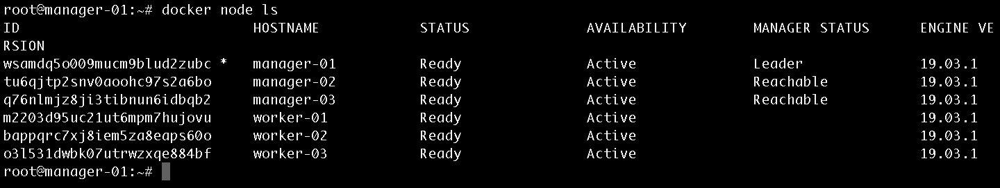 root@manager-01:~# docker node ls
ID                            HOSTNAME            STATUS              AVAILABILITY        MANAGER STATUS      ENGINE VE
RSION
wsamdq5o009mucm9blud2zubc *   manager-01          Ready               Active              Leader              19.03.1
tu6qjtp2snv0aoohc97s2a6bo     manager-02          Ready               Active              Reachable           19.03.1
q76nlmjz8ji3tibnun6idbqb2     manager-03          Ready               Active              Reachable           19.03.1
m2203d95uc21ut6mpm7hujovu     worker-01           Ready               Active                                  19.03.1
bappqrc7xj8iem5za8eaps60o     worker-02           Ready               Active                                  19.03.1
o3l531dwbk07utrwzxqe884bf     worker-03           Ready               Active                                  19.03.1
root@manager-01:~#